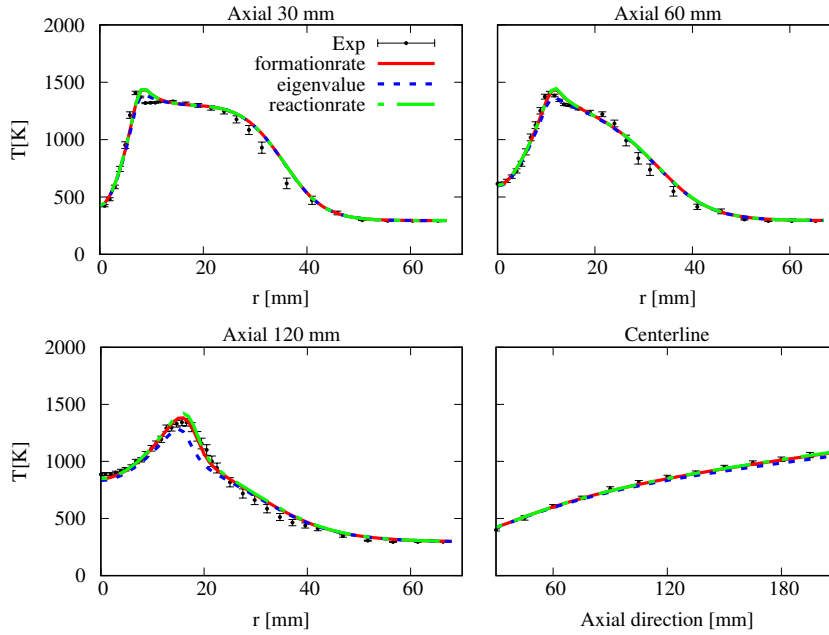 Axial 30 mm
Axial 60 mm
2000
1500
1000
500
0
T[K]
Exp
formationrate
eigenvalue
reactionrate
0 20 40 60
0 20 40 60
r [mm]
r [mm]
Axial 120 mm
Centerline
2000
1500
1000
500
0
T[K]
0 20 40 60
60 120 180
r [mm]
Axial direction [mm]